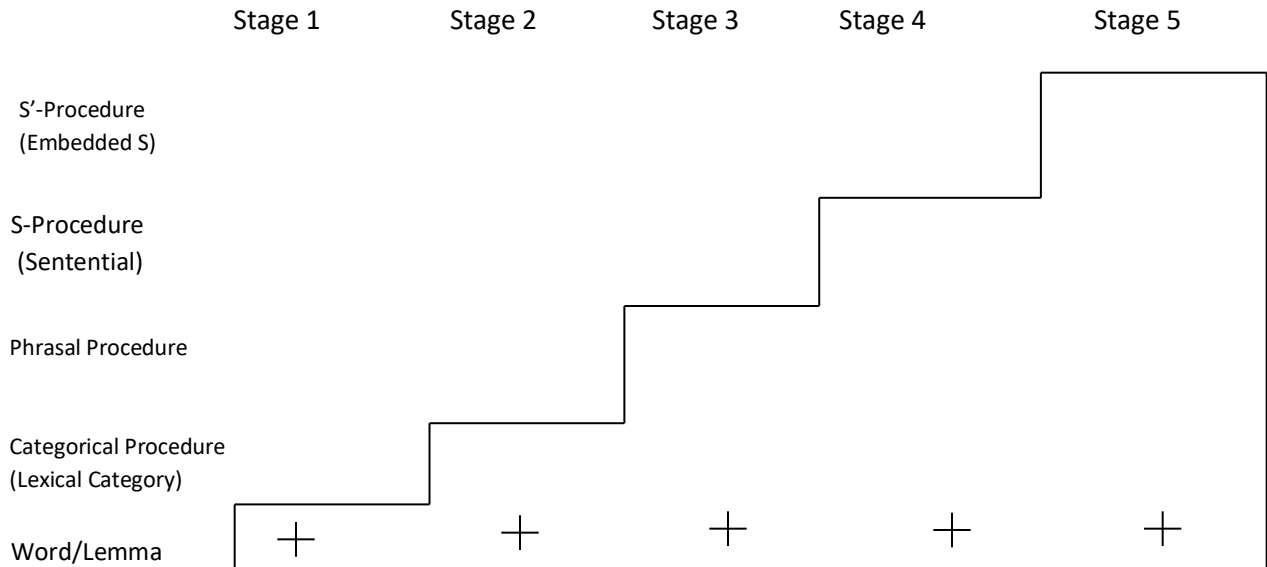 Stage 1 Stage 2 Stage 3 Stage 4 Stage 5
S’-Procedure
(Embedded S)
S-Procedure
(Sentential)
Phrasal Procedure
Categorical Procedure
(Lexical Category)
Word/Lemma + + + + +